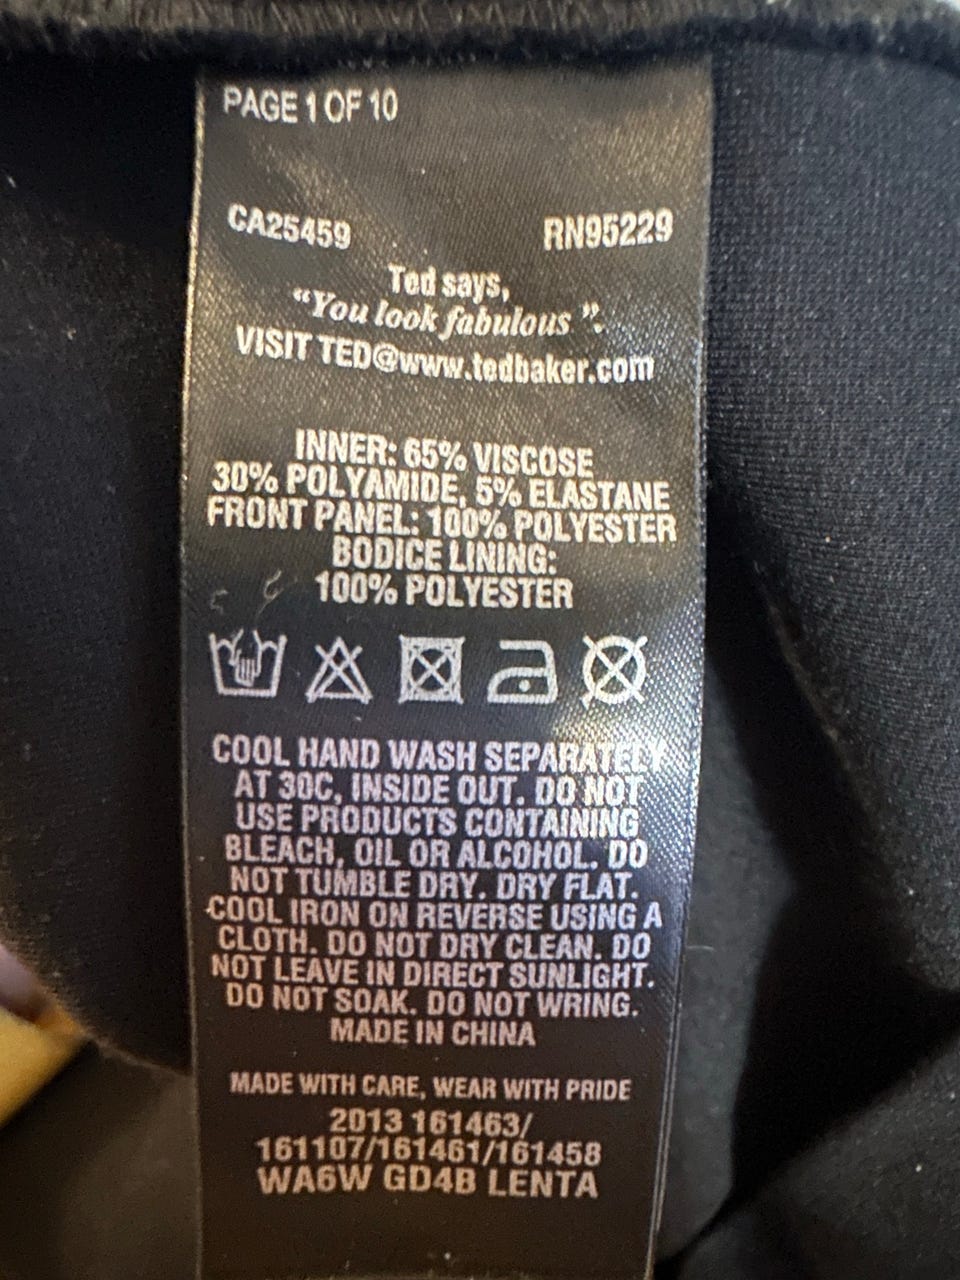 PAGE 1 OF 10
CA25459 RN95229
Ted says,
“You look fabulous”.
VISIT TED@www.tedbaker.com
INNER: 65% VISCOSE
30% POLYAMIDE, 5% ELASTANE
FRONT PANEL: 100% POLYESTER
BODICE LINING:
100% POLYESTER
COOL HAND WASH SEPARATELY
AT 30C, INSIDE OUT. DO NOT
USE PRODUCTS CONTAINING
BLEACH, OIL OR ALCOHOL. DO
NOT TUMBLE DRY. DRY FLAT.
COOL IRON ON REVERSE USING A
CLOTH. DO NOT DRY CLEAN. DO
NOT LEAVE IN DIRECT SUNLIGHT.
DO NOT SOAK. DO NOT WRING.
MADE IN CHINA
MADE WITH CARE, WEAR WITH PRIDE
2013 161463/
161107/161461/161458
WA6W GD4B LENTA